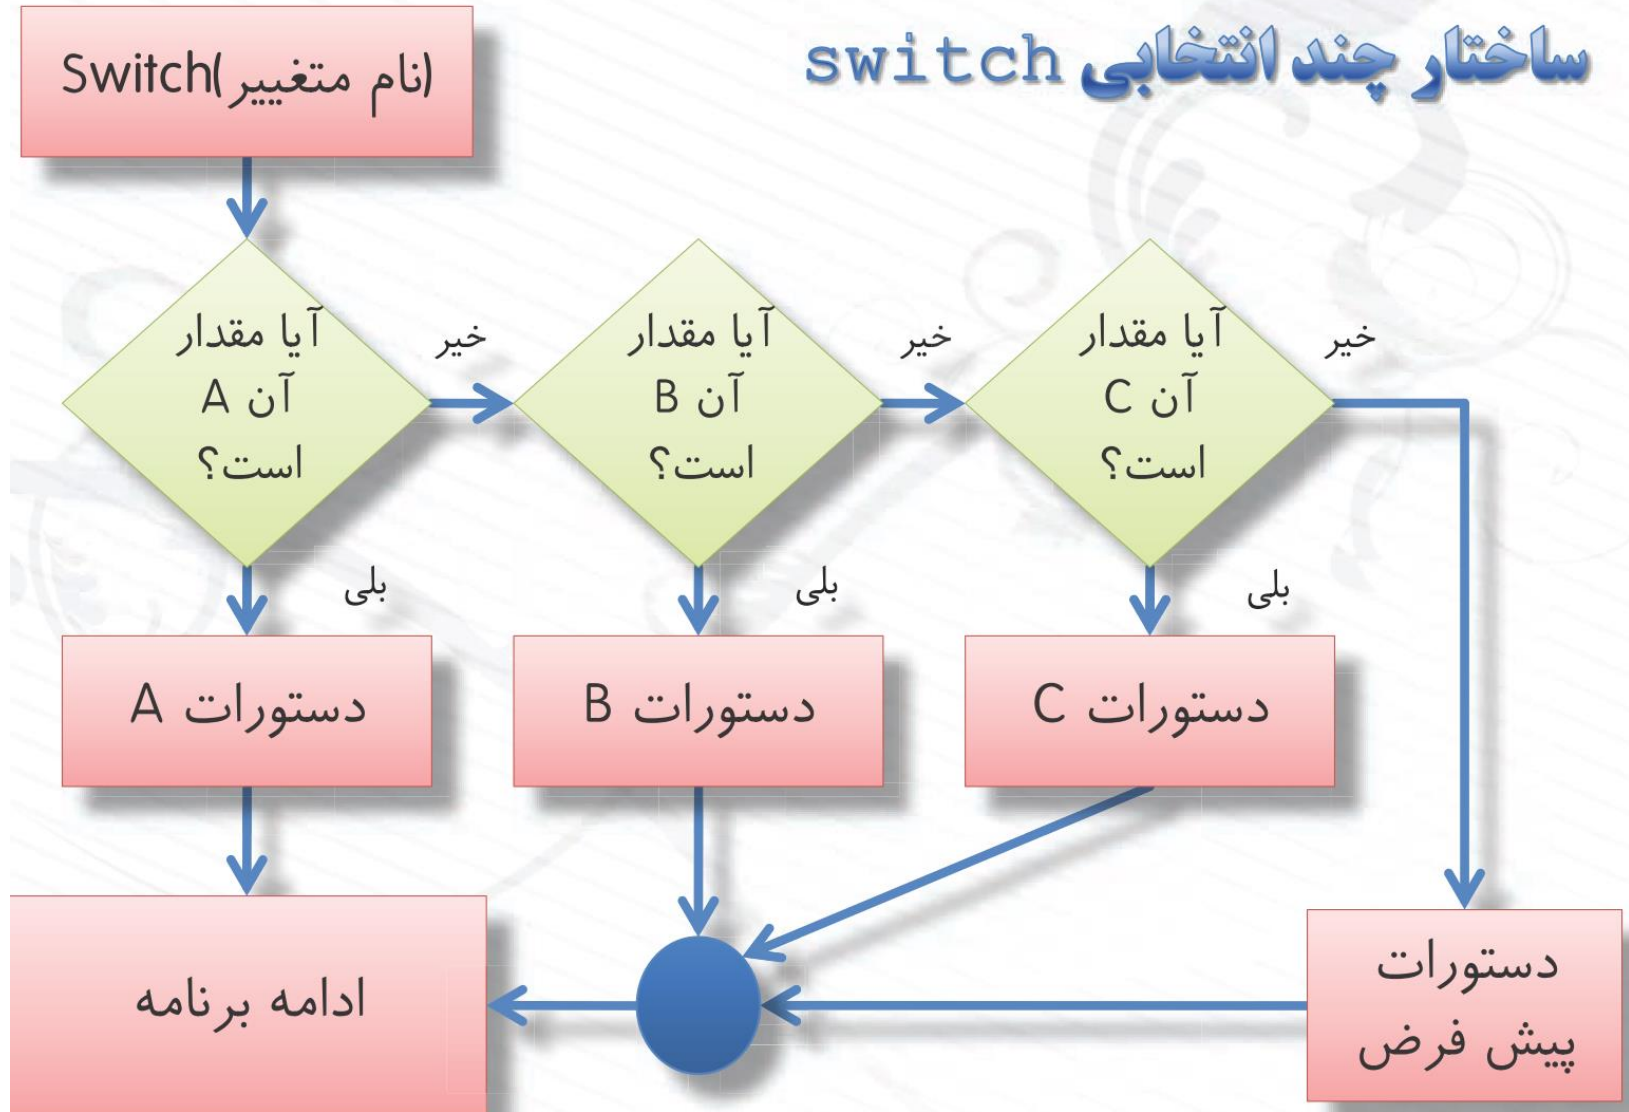 ساختار چند انتخابی switch
Switch(نام متغییر)
آیا مقدار
آن A
است؟
خیر
آیا مقدار
آن B
است؟
خیر
آیا مقدار
آن C
است؟
خیر
بلی
بلی
بلی
دستورات A
دستورات B
دستورات C
ادامه برنامه
دستورات
پیش فرض